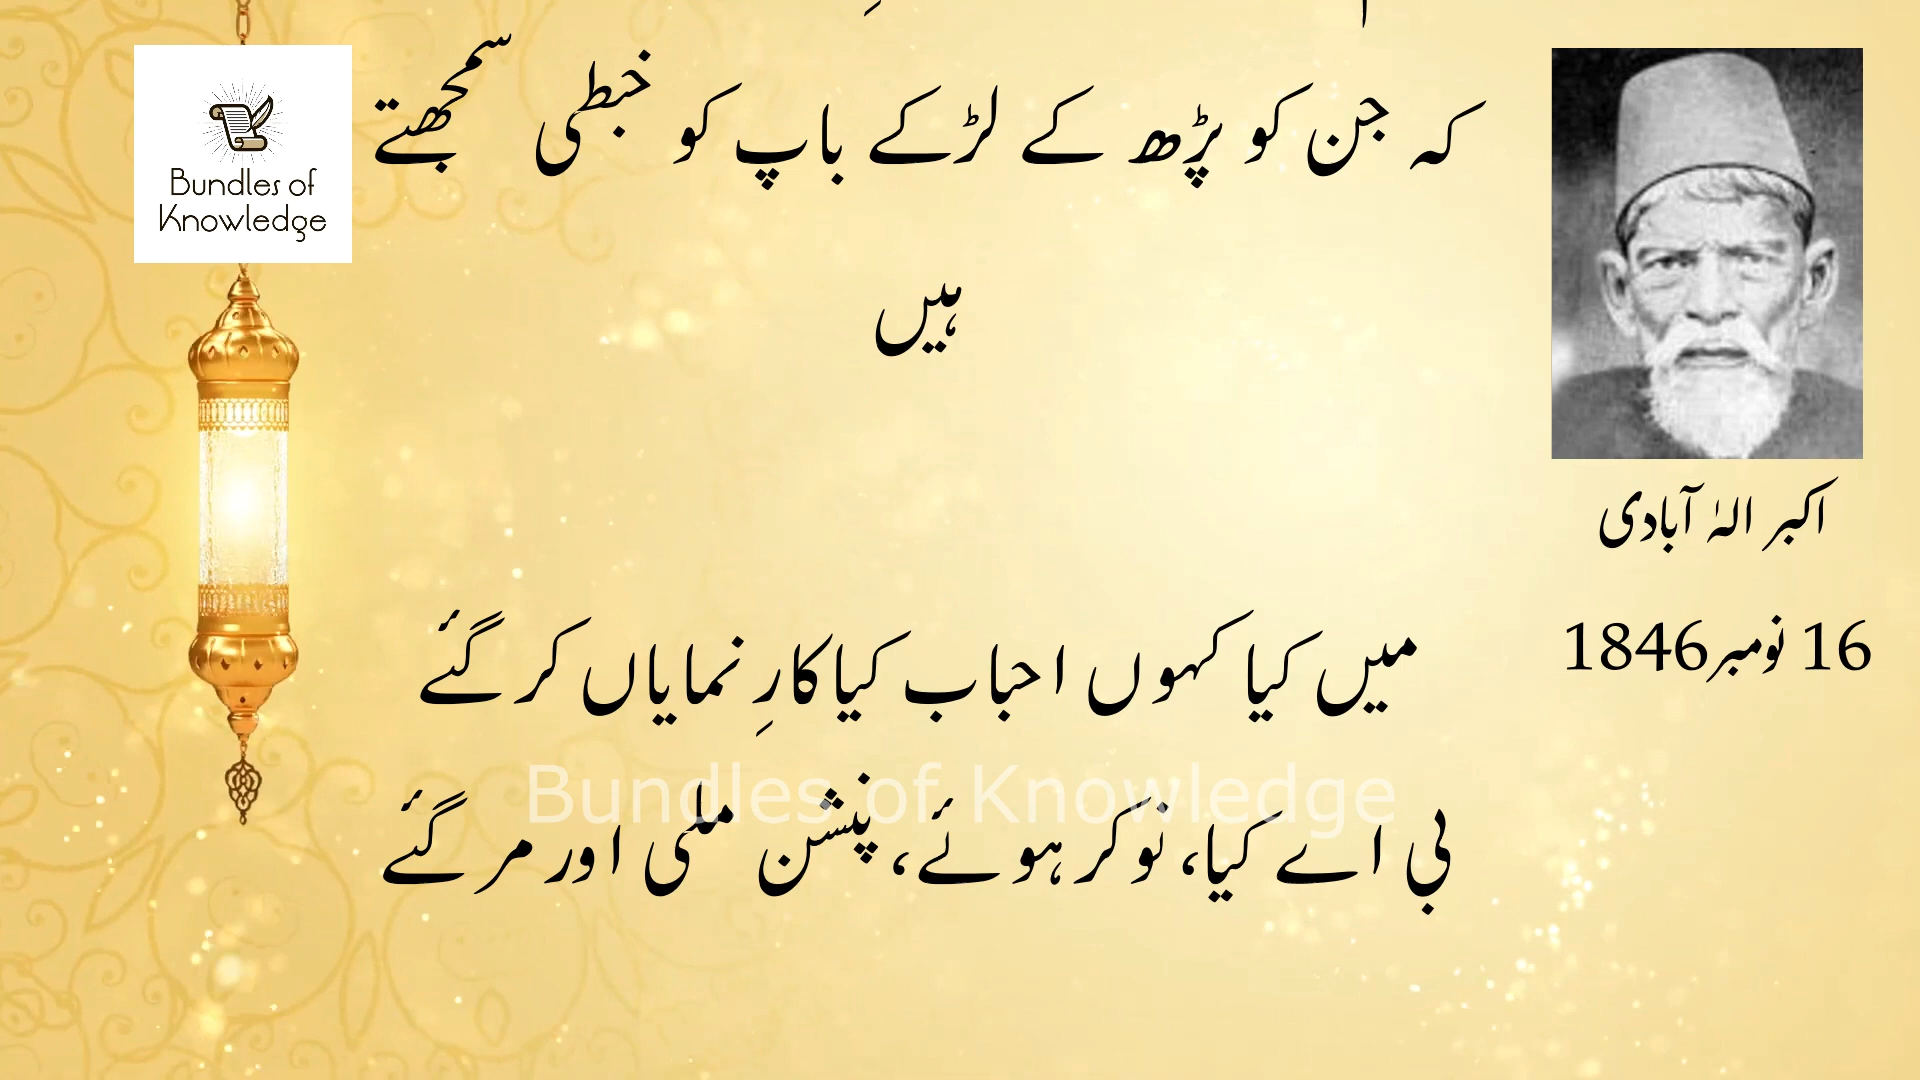 Bundles of
Knowledge
کہ جن کو پڑھ کے لڑکے باپ کو خبطی سمجھتے
ہیں
اکبر الہٰ آبادی
16 نومبر1846
میں کیا کہوں احباب کیا کارِ نمایاں کر گئے
Bundles of Knowledge
بی اے کیا، نوکر ہوئے، پنشن ملی اور مر گئے